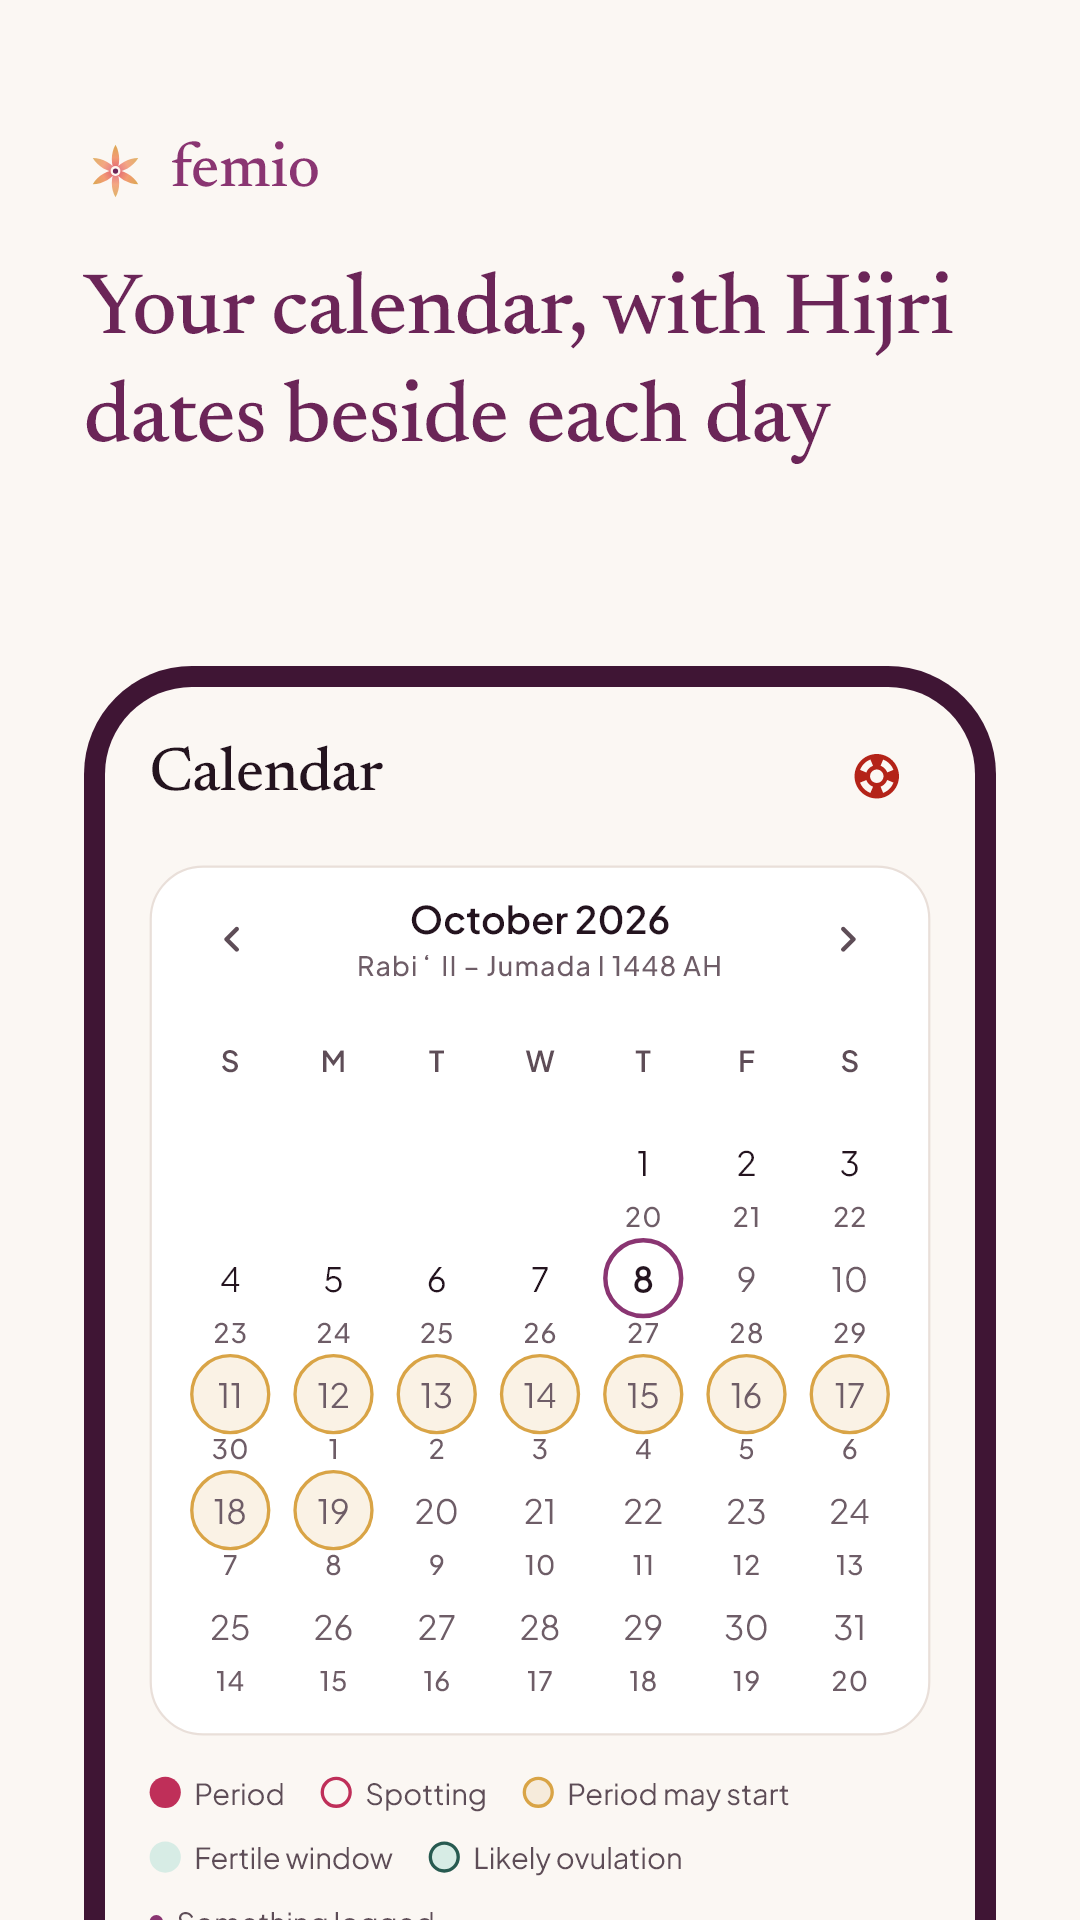 femio
Your calendar, with Hijri
dates beside each day
Calendar
October 2026
Rabiʻ II – Jumada I 1448 AH
S M T W T F S
1 2 3
20 21 22
4 5 6 7 8 9 10
23 24 25 26 27 28 29
11 12 13 14 15 16 17
30 1 2 3 4 5 6
18 19 20 21 22 23 24
7 8 9 10 11 12 13
25 26 27 28 29 30 31
14 15 16 17 18 19 20
Period Spotting Period may start
Fertile window Likely ovulation
Something logged